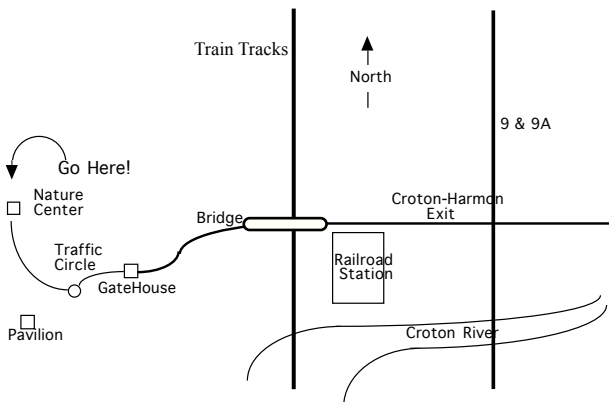 Train Tracks
North
9 & 9A
Go Here!
Nature
Center
Croton-Harmon
Exit
Bridge
Traffic
Circle
Railroad
Station
GateHouse
Pavilion
Croton River